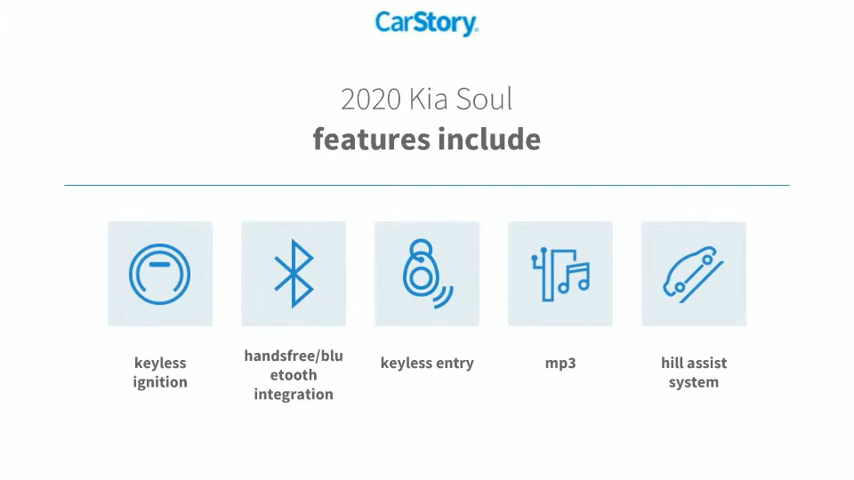 CarStory
2020 Kia Soul
features include
keyless
ignition
handsfree/blu
etooth
integration
keyless entry
mp3
hill assist
system